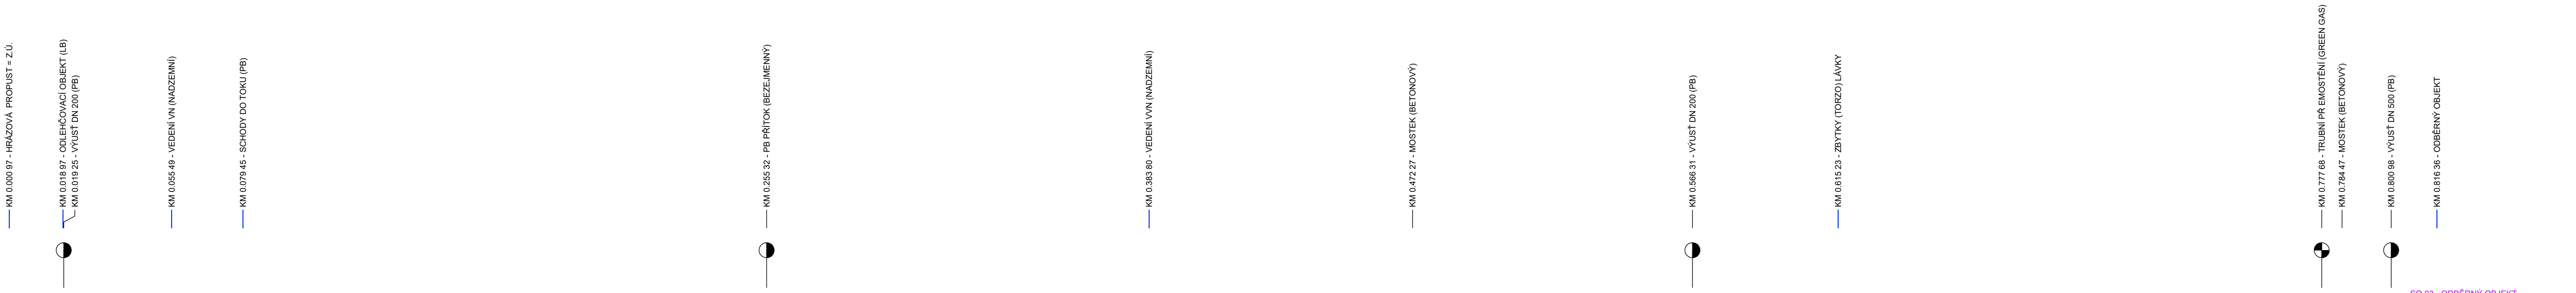 KM 0.000 97 - HRÁZOVÁ PROPUST = Z.Ú.
KM 0.018 97 - ODLEHČOVACÍ OBJEKT (LB)
KM 0.019 25 - VÝUSŤ DN 200 (PB)
KM 0.055 49 - VEDENÍ VN (NADZEMNÍ)
KM 0.079 45 - SCHODY DO TOKU (PB)
KM 0.255 32 - PB PŘÍTOK (BEZEJMENNÝ)
KM 0.383 80 - VEDENÍ VVN (NADZEMNÍ)
KM 0.472 27 - MOSTEK (BETONOVÝ)
KM 0.566 31 - VÝUSŤ DN 200 (PB)
KM 0.615 23 - ZBYTKY (TORZO) LÁVKY
KM 0.777 68 - TRUBNÍ PŘ EMOSTĚNÍ (GREEN GAS)
KM 0.784 47 - MOSTEK (BETONOVÝ)
KM 0.800 98 - VÝUSŤ DN 500 (PB)
KM 0.816 36 - ODBĚRNÝ OBJEKT